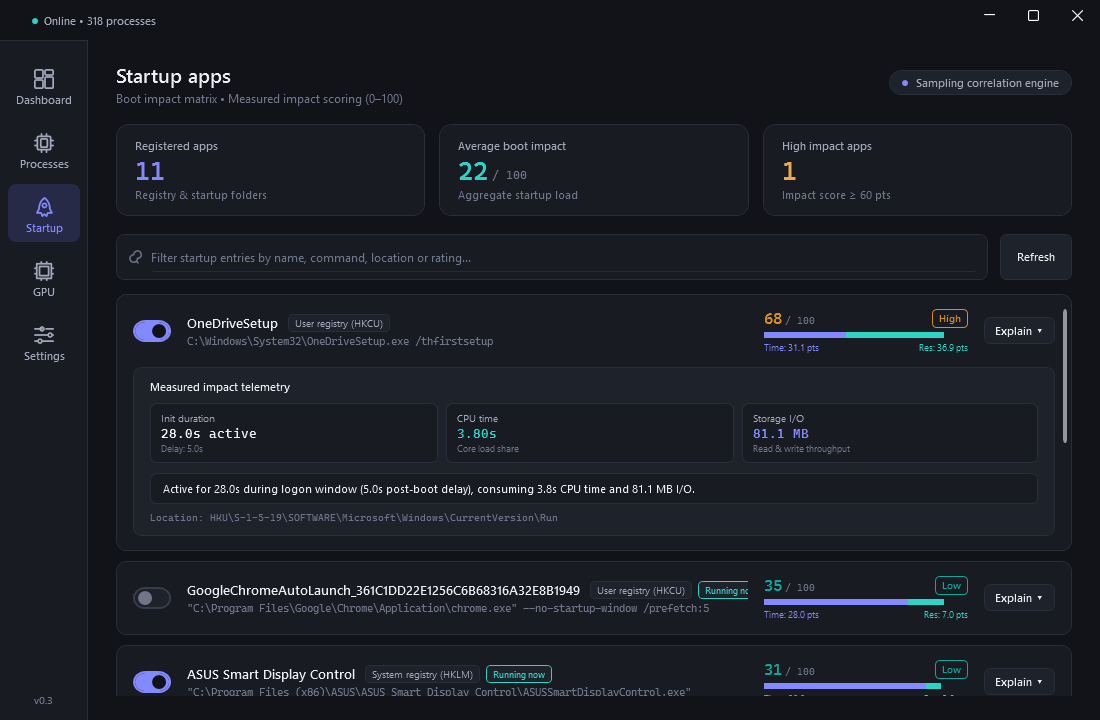 Online • 318 processes
Dashboard
Processes
Startup
GPU
Settings
v0.3
Startup apps
Boot impact matrix • Measured impact scoring (0–100)
Sampling correlation engine
Registered apps
11
Registry & startup folders
Average boot impact
22 / 100
Aggregate startup load
High impact apps
1
Impact score ≥ 60 pts
Filter startup entries by name, command, location or rating...
Refresh
OneDriveSetup User registry (HKCU)
C:\Windows\System32\OneDriveSetup.exe /thfirstsetup
68 / 100 High
Time: 31.1 pts Res: 36.9 pts
Explain
Measured impact telemetry
Init duration
28.0s active
Delay: 5.0s
CPU time
3.80s
Core load share
Storage I/O
81.1 MB
Read & write throughput
Active for 28.0s during logon window (5.0s post-boot delay), consuming 3.8s CPU time and 81.1 MB I/O.
Location: HKU\S-1-5-19\SOFTWARE\Microsoft\Windows\CurrentVersion\Run
GoogleChromeAutoLaunch_361C1DD22E1256C6B68316A32E8B1949 User registry (HKCU) Running
"C:\Program Files\Google\Chrome\Application\chrome.exe" --no-startup-window /prefetch:5
35 / 100 Low
Time: 28.0 pts Res: 7.0 pts
Explain
ASUS Smart Display Control System registry (HKLM) Running now
"C:\Program Files (x86)\ASUS\ASUS Smart Display Control\ASUSSmartDisplayControl.exe"
31 / 100 Low
Explain